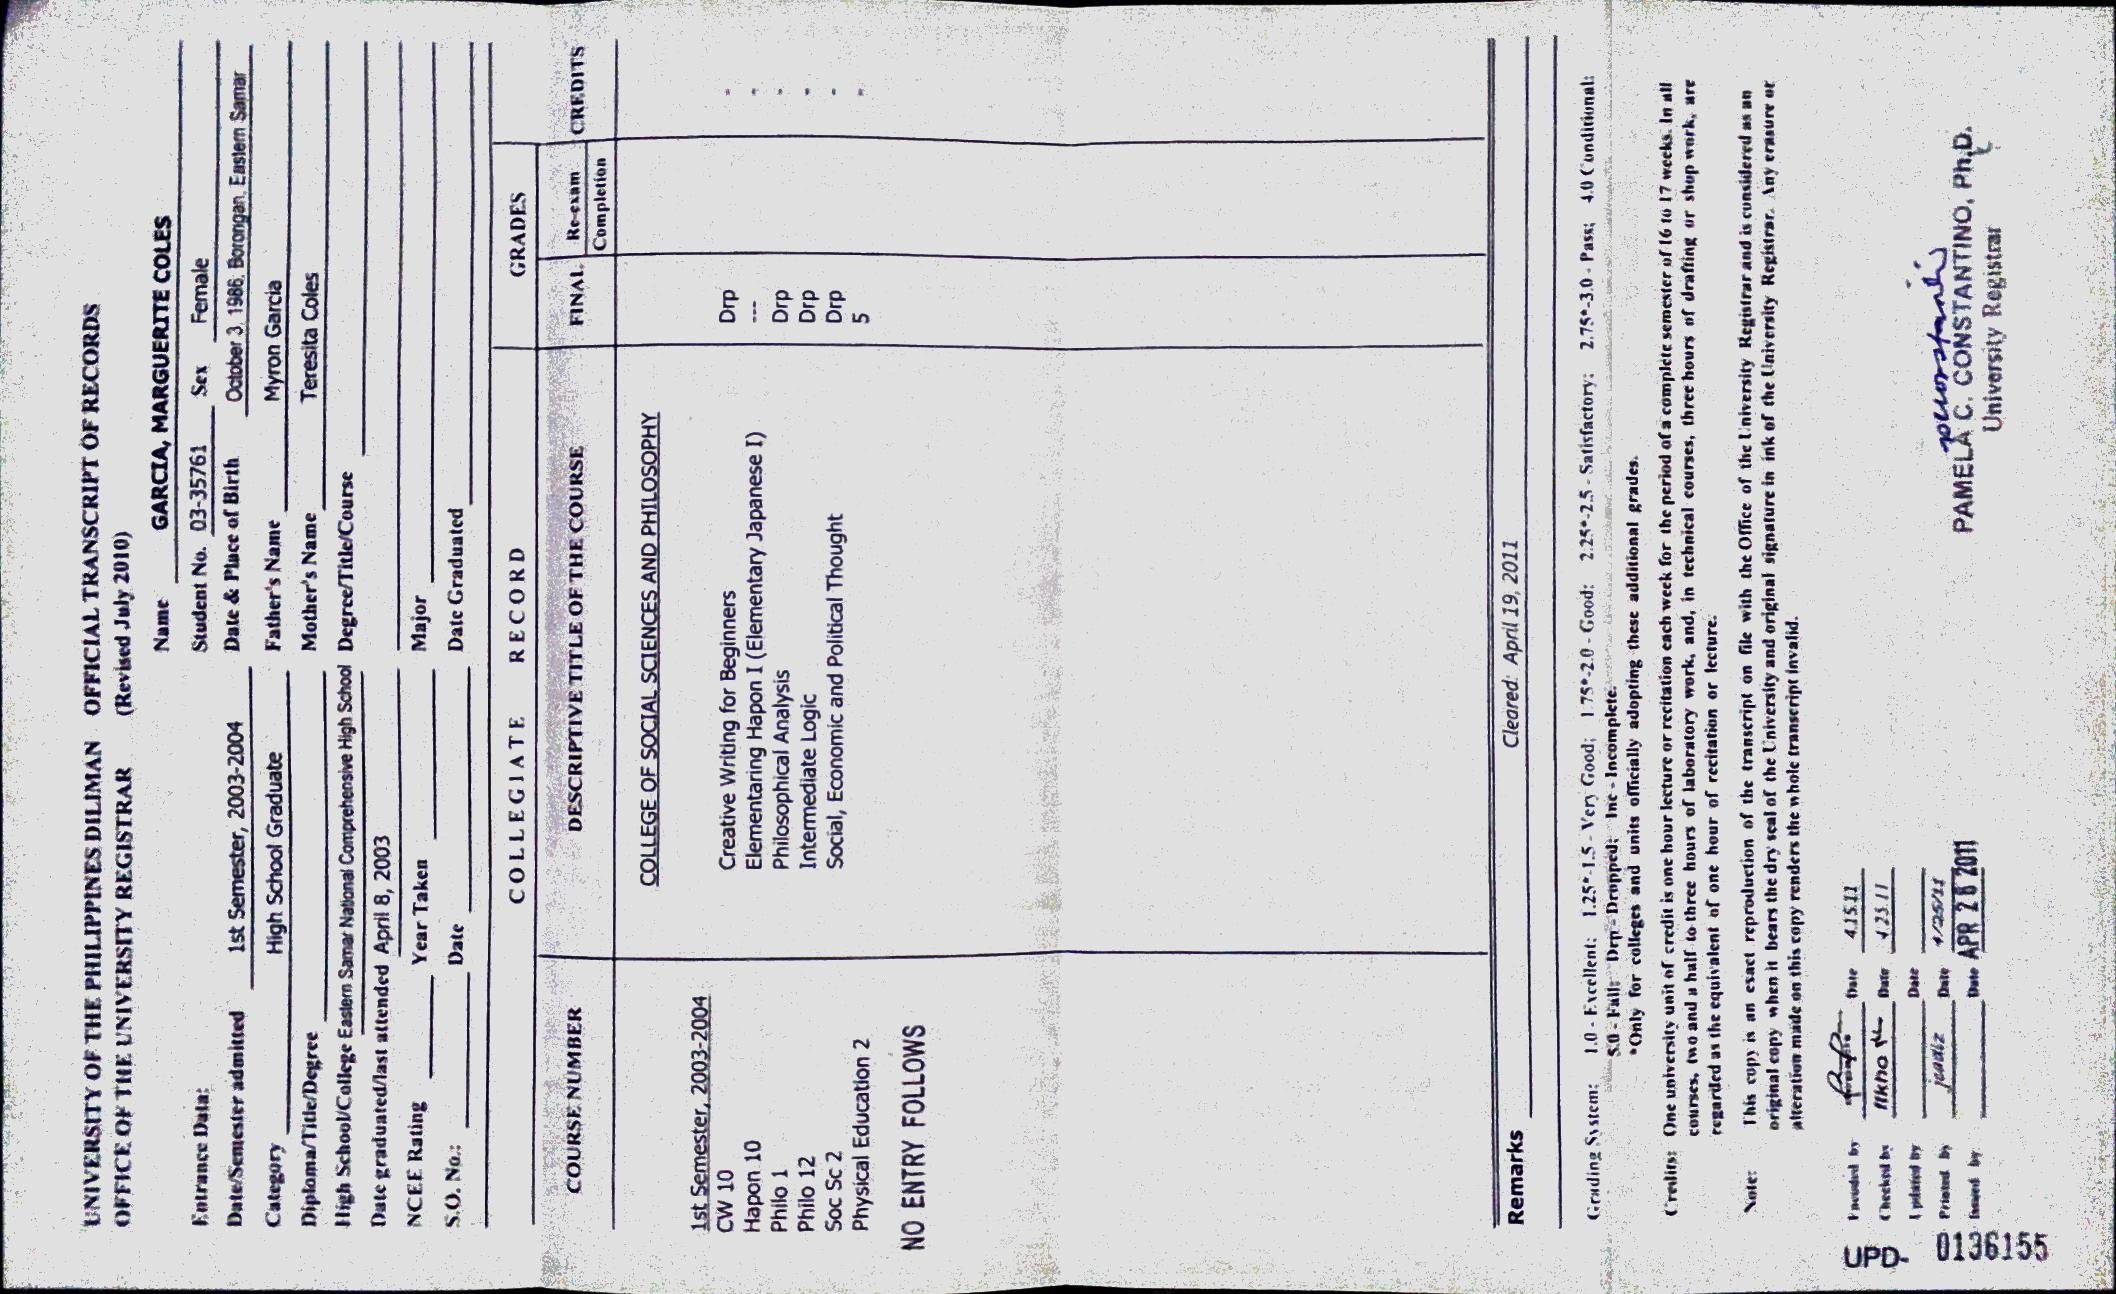 UNIVERSITY OF THE PHILIPPINES DILIMAN OFFICIAL TRANSCRIPT OF RECORDS
OFFICE OF THE UNIVERSITY REGISTRAR (Revised July 2010)
Name GARCIA, MARGUERITE COLES
Entrance Data: Student No. 03-35761 Sex Female
Date/Semester admitted 1st Semester, 2003-2004 Date & Place of Birth October 3, 1986; Borongan, Eastern Samar
Category High School Graduate Father's Name Myron Garcia
Diploma/Title/Degree Mother's Name Teresita Coles
High School/College Eastern Samar National Comprehensive High School Degree/Title/Course
Date graduated/last attended April 8, 2003
NCEE Rating Year Taken Major
S.O. No.: Date Date Graduated
COLLEGIATE RECORD GRADES
COURSE NUMBER DESCRIPTIVE TITLE OF THE COURSE FINAL Re-exam CREDITS
Completion
COLLEGE OF SOCIAL SCIENCES AND PHILOSOPHY
1st Semester, 2003-2004
CW 10 Creative Writing for Beginners Drp -
Hapon 10 Elementaring Hapon I (Elementary Japanese I) --- -
Philo 1 Philosophical Analysis Drp -
Philo 12 Intermediate Logic Drp -
Soc Sc 2 Social, Economic and Political Thought Drp -
Physical Education 2 5 -
NO ENTRY FOLLOWS
Remarks Cleared: April 19, 2011
Grading System: 1.0 - Excellent; 1.25*-1.5 - Very Good; 1.75*-2.0 - Good; 2.25*-2.5 - Satisfactory; 2.75*-3.0 - Pass; 4.0 Conditional;
5.0 - Fail; Drp - Dropped; Inc - Incomplete.
*Only for colleges and units officially adopting these additional grades.
Credits: One university unit of credit is one hour lecture or recitation each week for the period of a complete semester of 16 to 17 weeks. In all
courses, two and a half to three hours of laboratory work, and, in technical courses, three hours of drafting or shop work, are
regarded as the equivalent of one hour of recitation or lecture.
Note: This copy is an exact reproduction of the transcript on file with the Office of the University Registrar and is considered as an
original copy when it bears the dry seal of the University and original signature in ink of the University Registrar. Any erasure or
alteration made on this copy renders the whole transcript invalid.
Encoded by Date 4.15.11
Checked by Date 4.25.11
Updated by Date
Printed by jcadiz Date 4/25/11
Issued by Date APR 26 2011
UPD- 0136155
PAMELA C. CONSTANTINO, Ph.D.
University Registrar